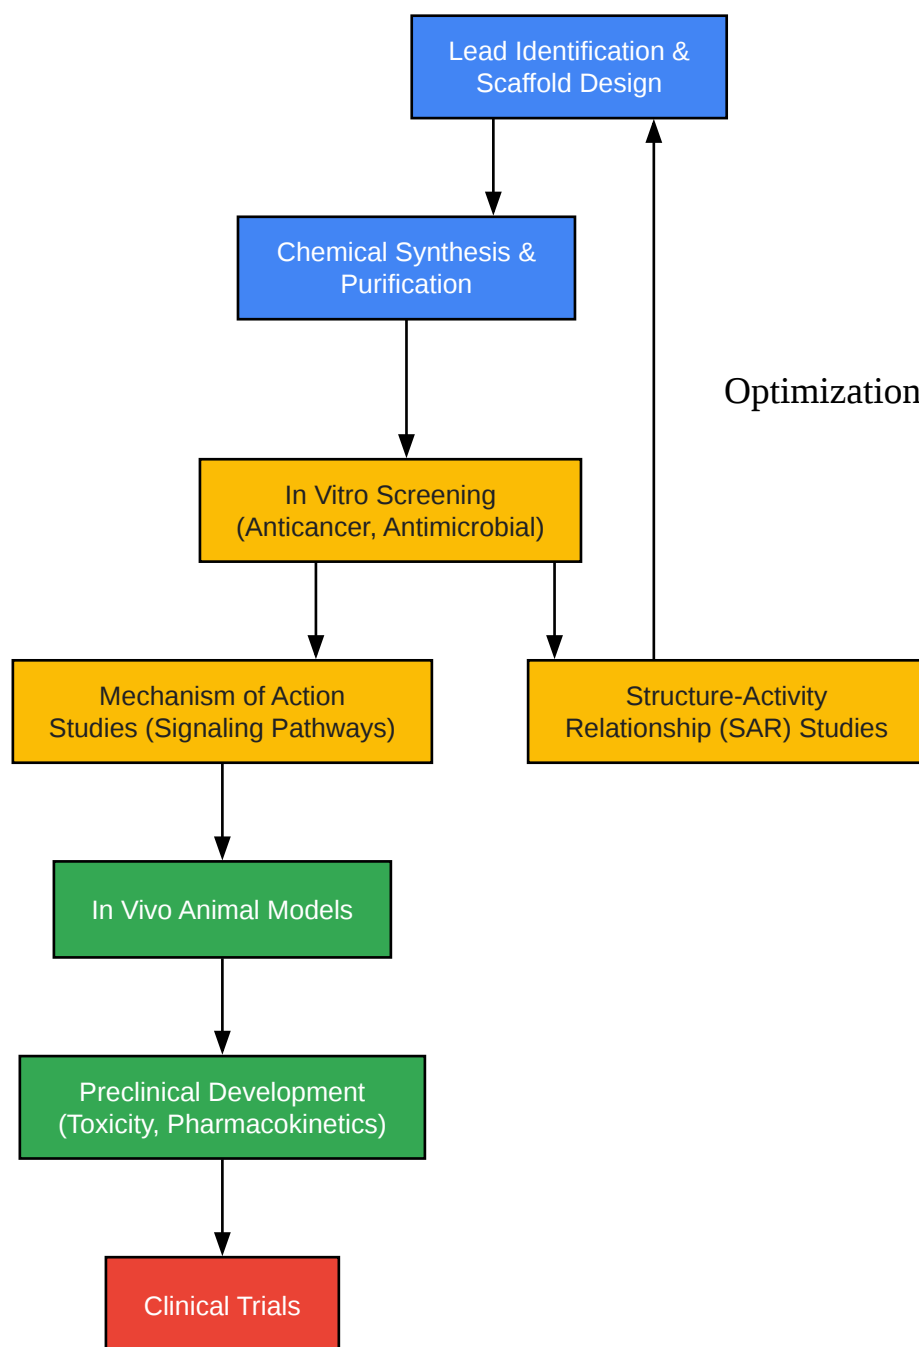 Lead Identification &
Scaffold Design
Chemical Synthesis &
Purification
Optimization
In Vitro Screening
(Anticancer, Antimicrobial)
Mechanism of Action
Studies (Signaling Pathways)
Structure-Activity
Relationship (SAR) Studies
In Vivo Animal Models
Preclinical Development
(Toxicity, Pharmacokinetics)
Clinical Trials